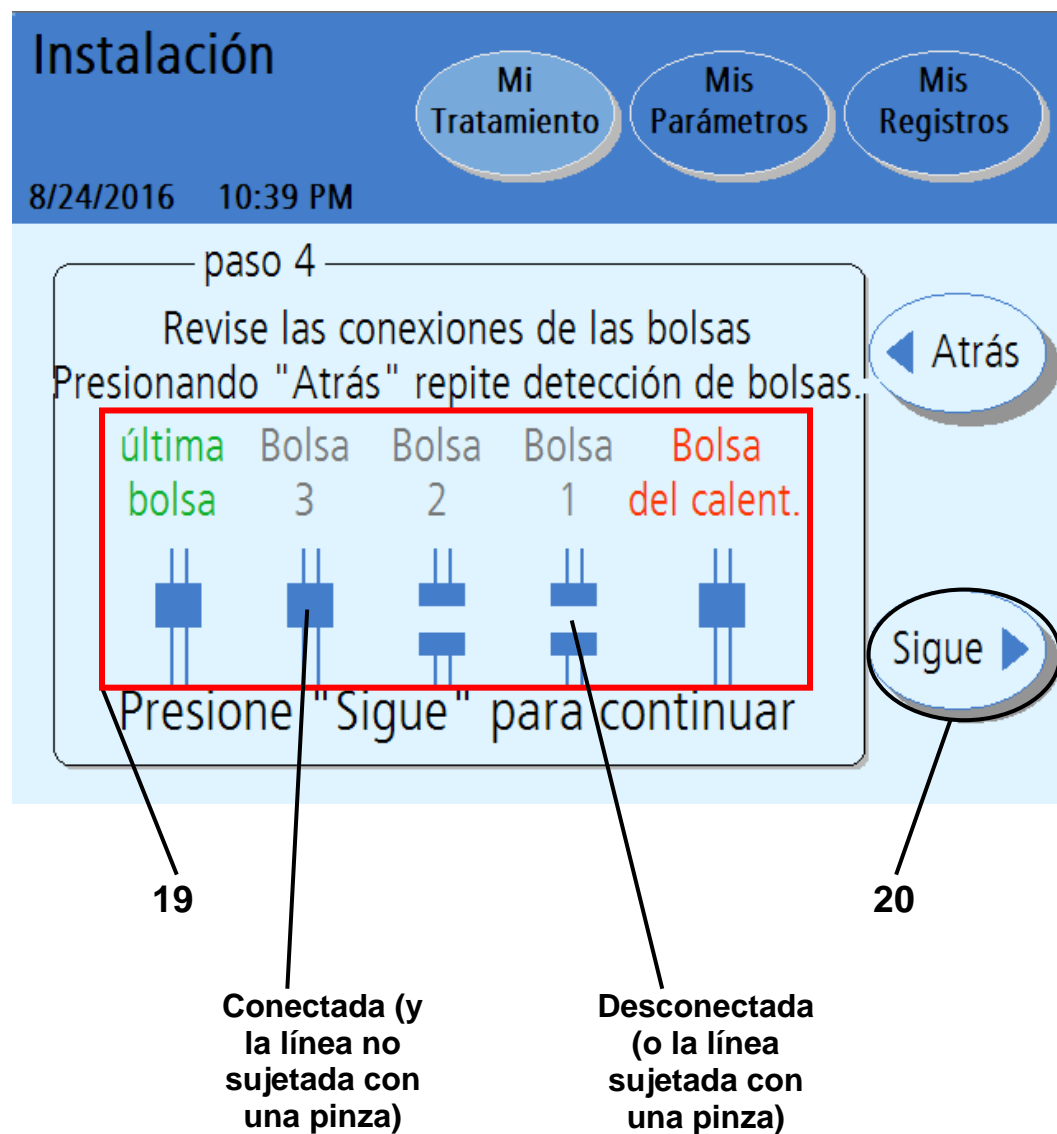 Instalación
Mi
Tratamiento
Mis
Parámetros
Mis
Registros
8/24/2016 10:39 PM
paso 4
Revise las conexiones de las bolsas
Presionando "Atrás" repite detección de bolsas.
Atrás
última
bolsa
Bolsa
3
Bolsa
2
Bolsa
1
Bolsa
del calent.
Sigue
Presione "Sigue" para continuar
19
20
Conectada (y
la línea no
sujetada con
una pinza)
Desconectada
(o la línea
sujetada con
una pinza)